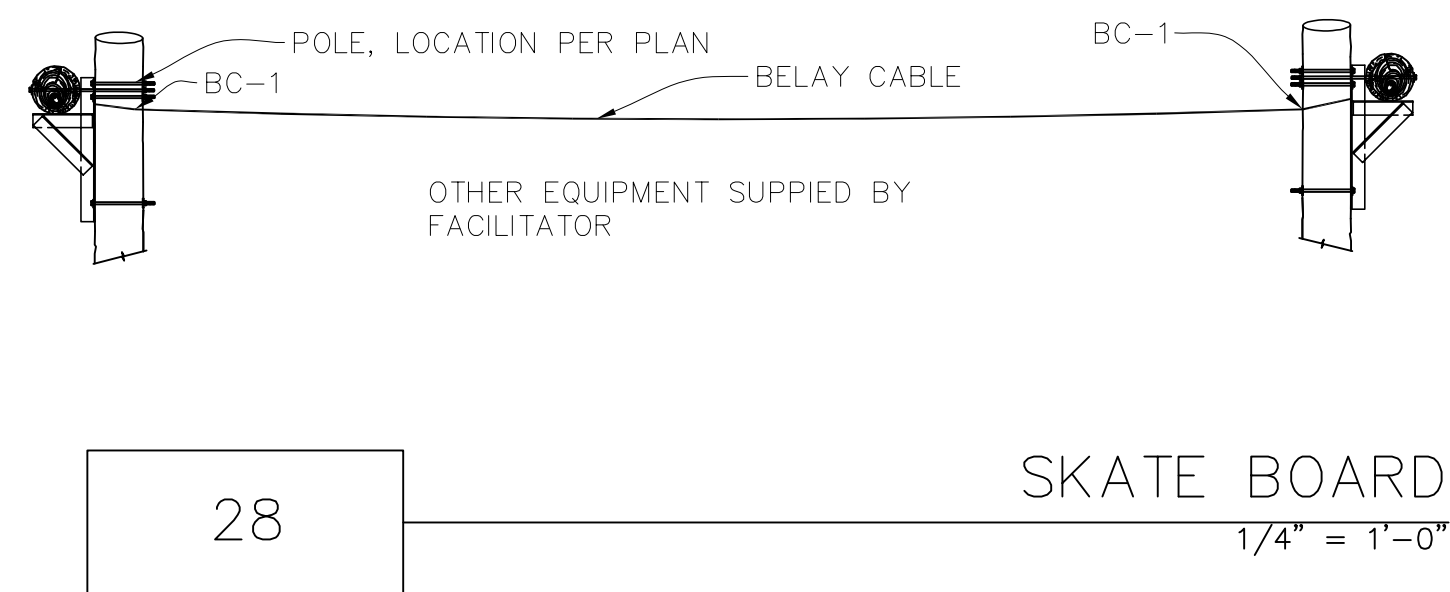 POLE, LOCATION PER PLAN
BC-1
BC-1
BELAY CABLE
OTHER EQUIPMENT SUPPIED BY
FACILITATOR
28
SKATE BOARD
1/4" = 1'-0"